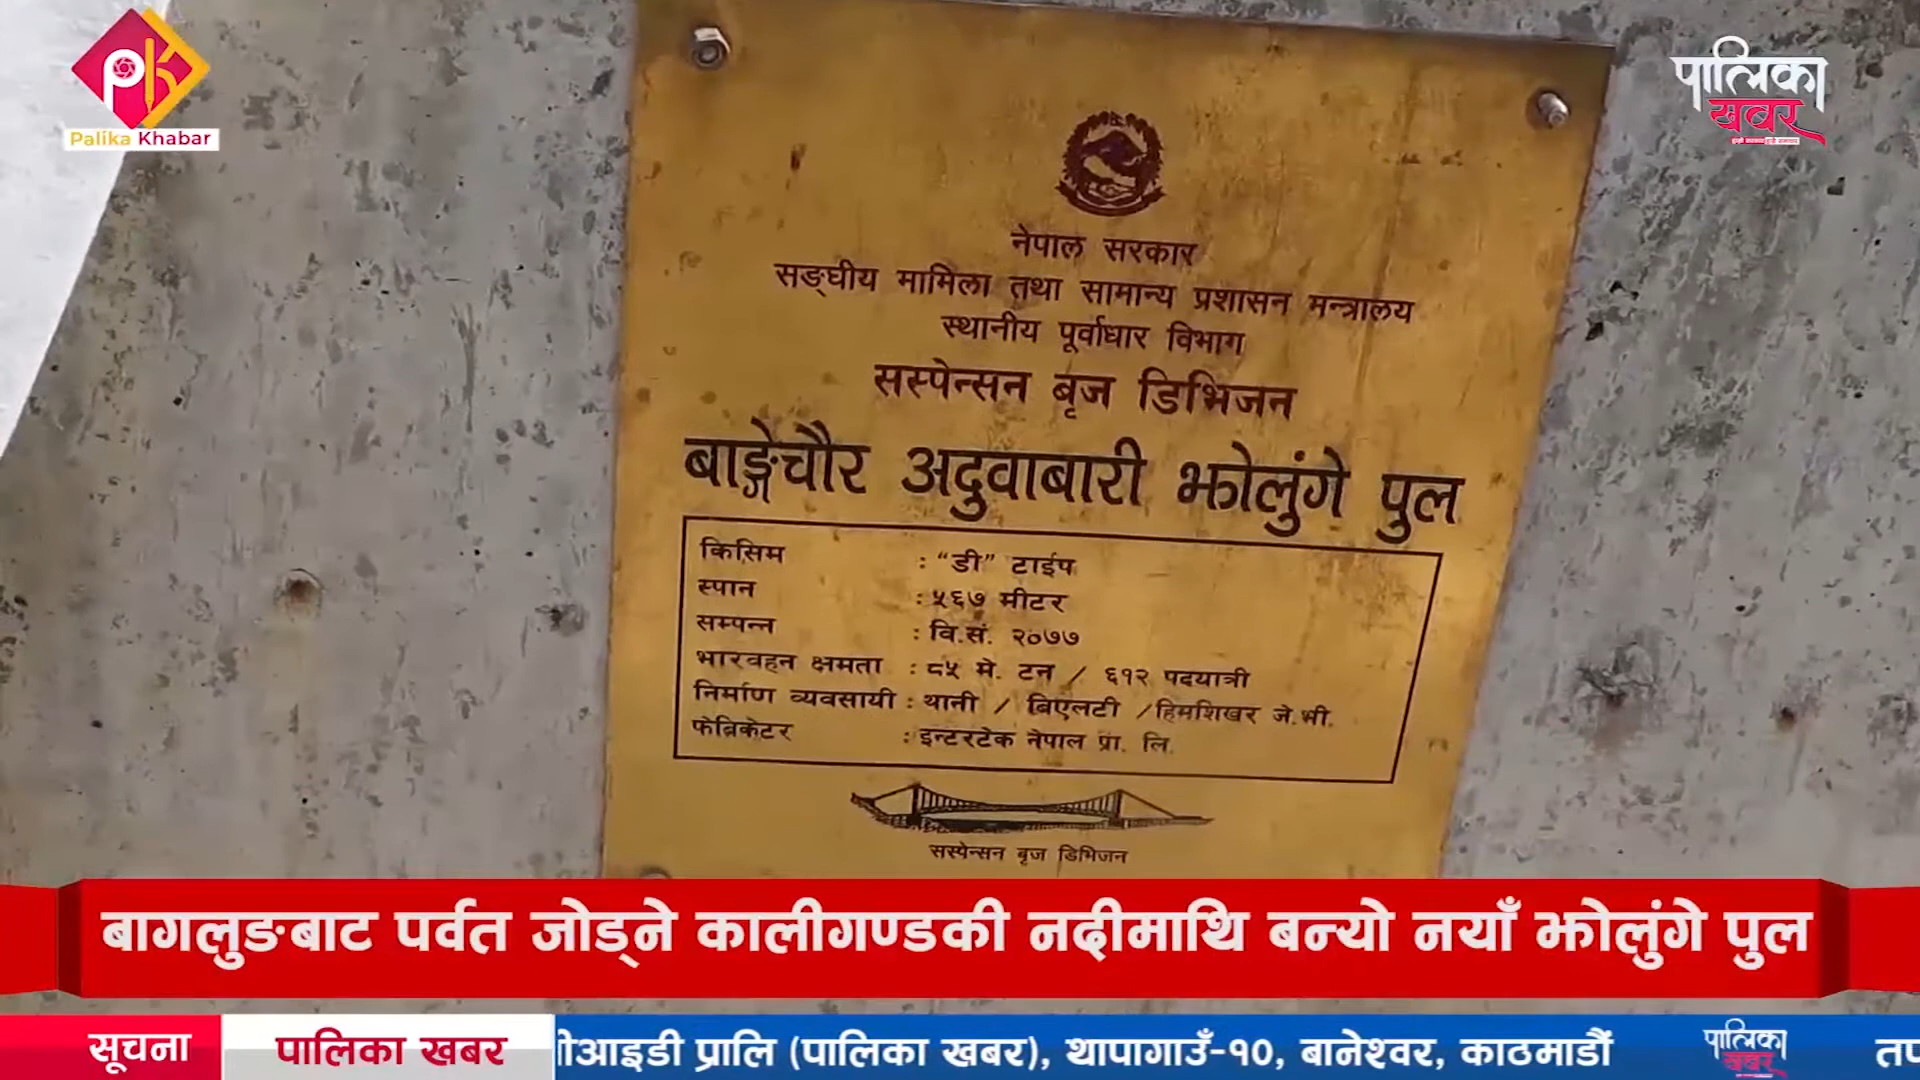 PK
Palika Khabar
पालिका
खबर
नेपाल सरकार
सङ्घीय मामिला तथा सामान्य प्रशासन मन्त्रालय
स्थानीय पूर्वाधार विभाग
सस्पेन्सन बृज डिभिजन
बाङ्गेचौर अदुवाबारी झोलुंगे पुल
किसिम : “डी” टाईप
स्पान : ५६७ मीटर
सम्पन्न : वि.सं. २०७७
भारवहन क्षमता : ८५ मे. टन / ६१२ पदयात्री
निर्माण व्यवसायी : थानी / बिएलटी /हिमशिखर जे.भी.
फेब्रिकेटर : इन्टरटेक नेपाल प्रा. लि.
सस्पेन्सन बृज डिभिजन
बागलुङबाट पर्वत जोड्ने कालीगण्डकी नदीमाथि बन्यो नयाँ झोलुंगे पुल
सूचना पालिका खबर आइडी प्रालि (पालिका खबर), थापागाउँ-१०, बानेश्वर, काठमाडौं पालिका खबर